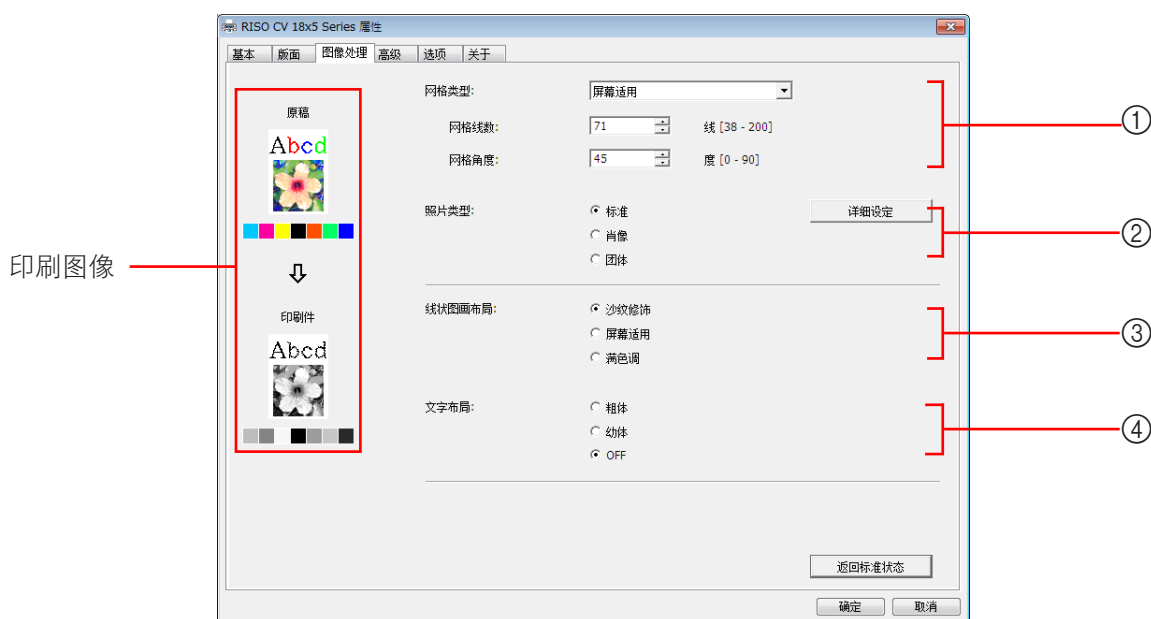 RISO CV 18x5 Series 属性
基本 版面 图像处理 高级 选项 关于
原稿
Abcd
印刷件
Abcd
印刷图像
网格类型: 屏幕适用
网格线数: 71 线 [38 - 200]
网格角度: 45 度 [0 - 90]
①
照片类型: 标准 详细设定
肖像
团体
②
线状图画布局: 沙纹修饰
屏幕适用
满色调
③
文字布局: 粗体
幼体
OFF
④
返回标准状态
确定 取消